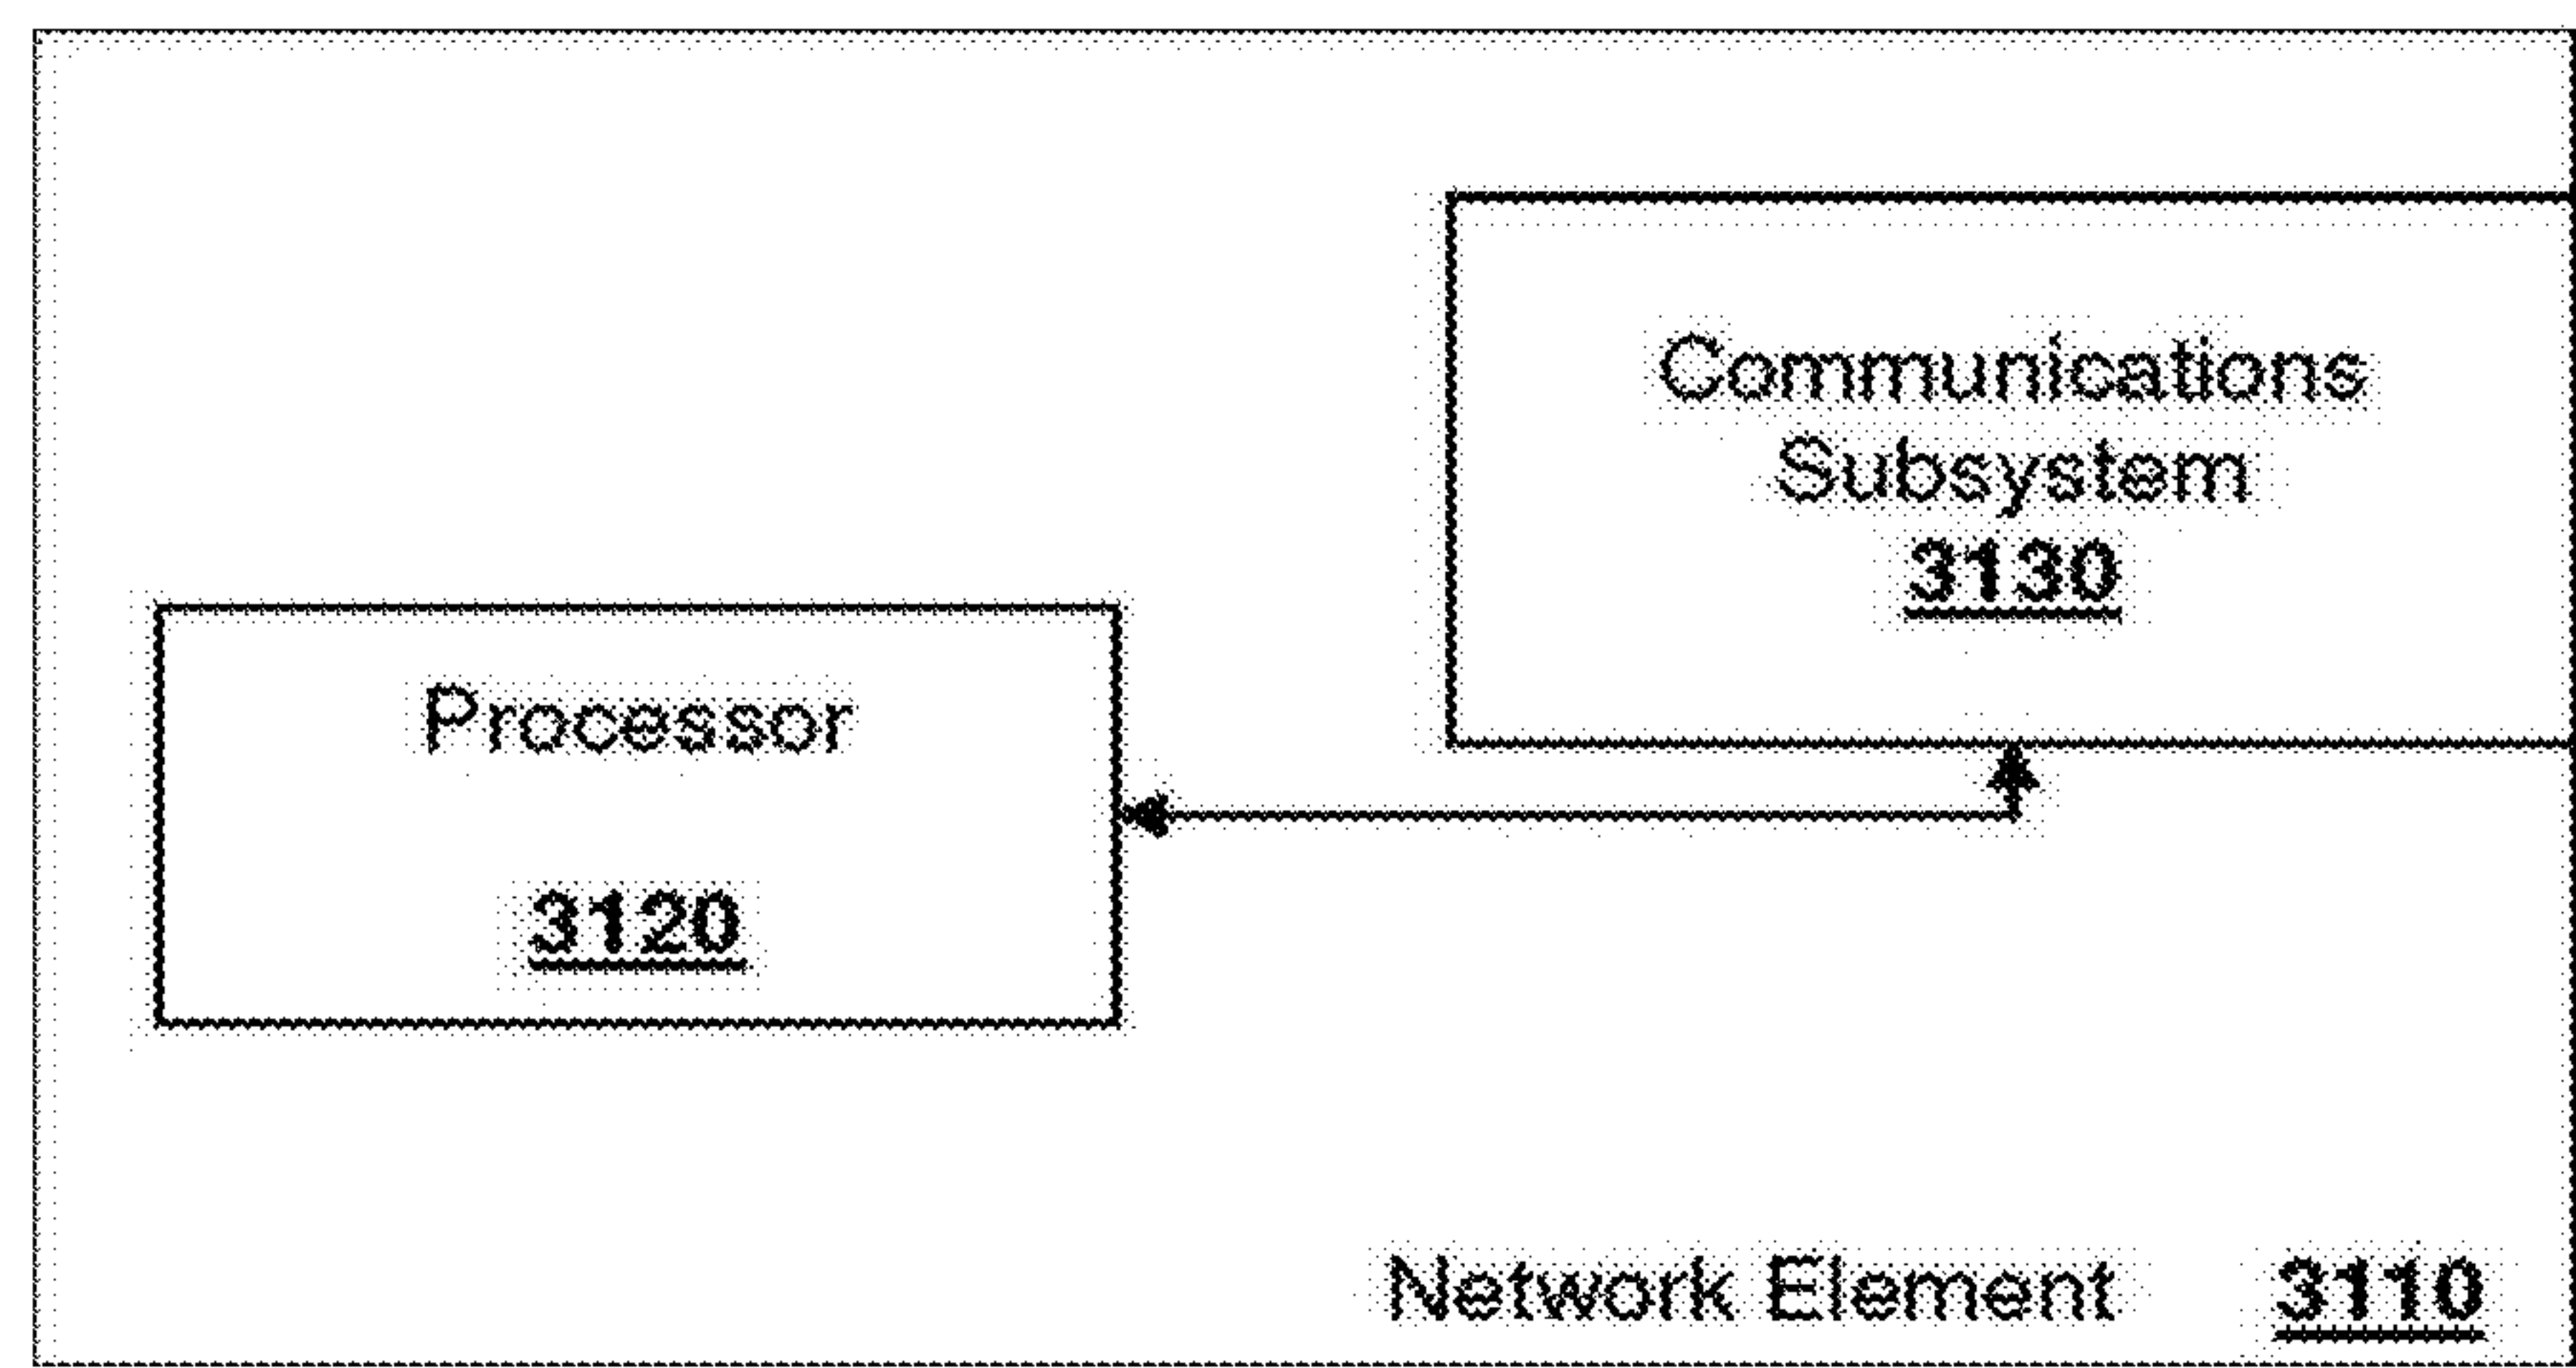 Communications
Subsystem
3130
Processor
3120
Network Element 3110